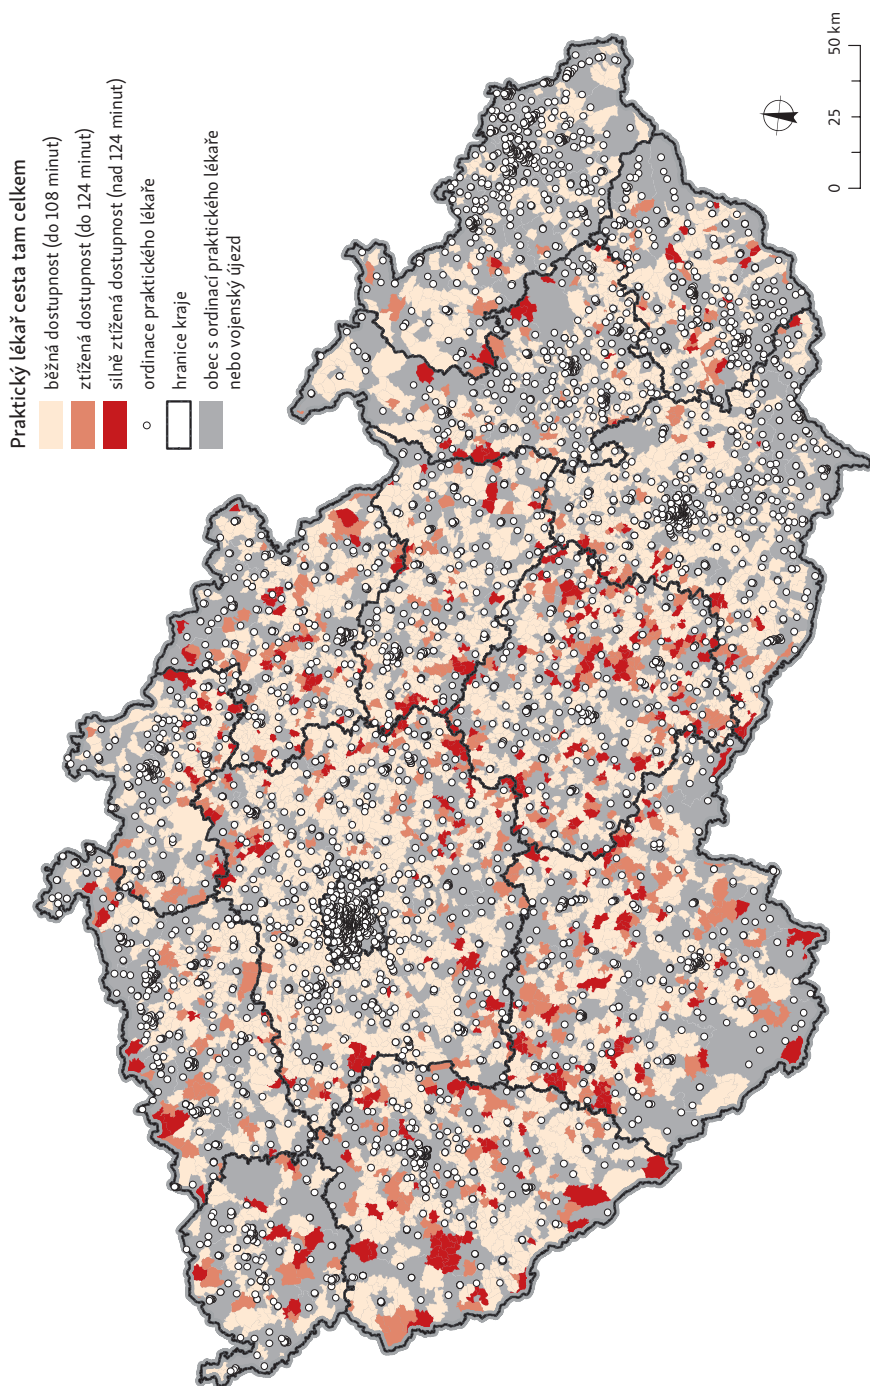 Praktický lékař cesta tam celkem
běžná dostupnost (do 108 minut)
ztížená dostupnost (do 124 minut)
silně ztížená dostupnost (nad 124 minut)
ordinace praktického lékaře
hranice kraje
obec s ordinací praktického lékaře
nebo vojenský újezd
0 25 50 km